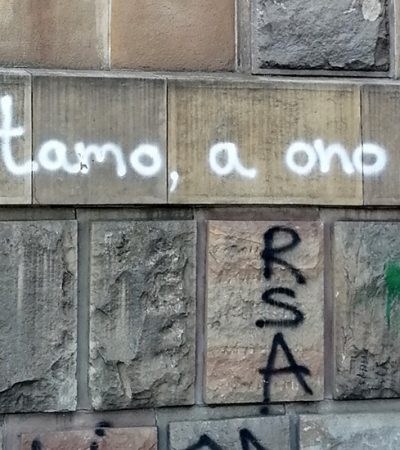 tamo, a ono
RSA